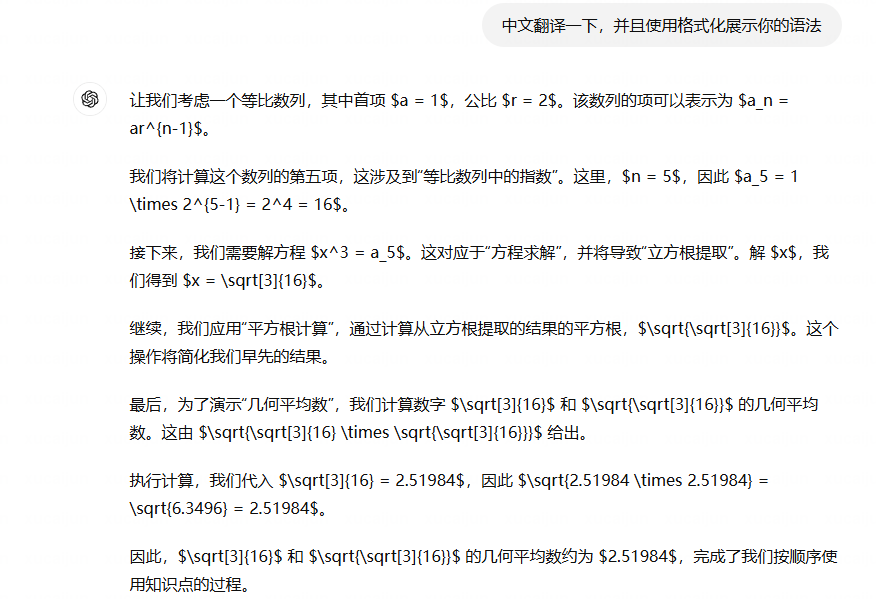 中文翻译一下，并且使用格式化展示你的语法
让我们考虑一个等比数列，其中首项 $a = 1$，公比 $r = 2$。该数列的项可以表示为 $a_n =
ar^{n-1}$。
我们将计算这个数列的第五项，这涉及到“等比数列中的指数”。这里，$n = 5$，因此 $a_5 = 1
\times 2^{5-1} = 2^4 = 16$。
接下来，我们需要解方程 $x^3 = a_5$。这对应于“方程求解”，并将导致“立方根提取”。解 $x$，我
们得到 $x = \sqrt[3]{16}$。
继续，我们应用“平方根计算”，通过计算从立方根提取的结果的平方根，$\sqrt{\sqrt[3]{16}}$。这个
操作将简化我们早先的结果。
最后，为了演示“几何平均数”，我们计算数字 $\sqrt[3]{16}$ 和 $\sqrt{\sqrt[3]{16}}$ 的几何平均
数。这由 $\sqrt{\sqrt[3]{16} \times \sqrt{\sqrt[3]{16}}}$ 给出。
执行计算，我们代入 $\sqrt[3]{16} = 2.51984$，因此 $\sqrt{2.51984 \times 2.51984} =
\sqrt{6.3496} = 2.51984$。
因此，$\sqrt[3]{16}$ 和 $\sqrt{\sqrt[3]{16}}$ 的几何平均数约为 $2.51984$，完成了我们按顺序使
用知识点的过程。